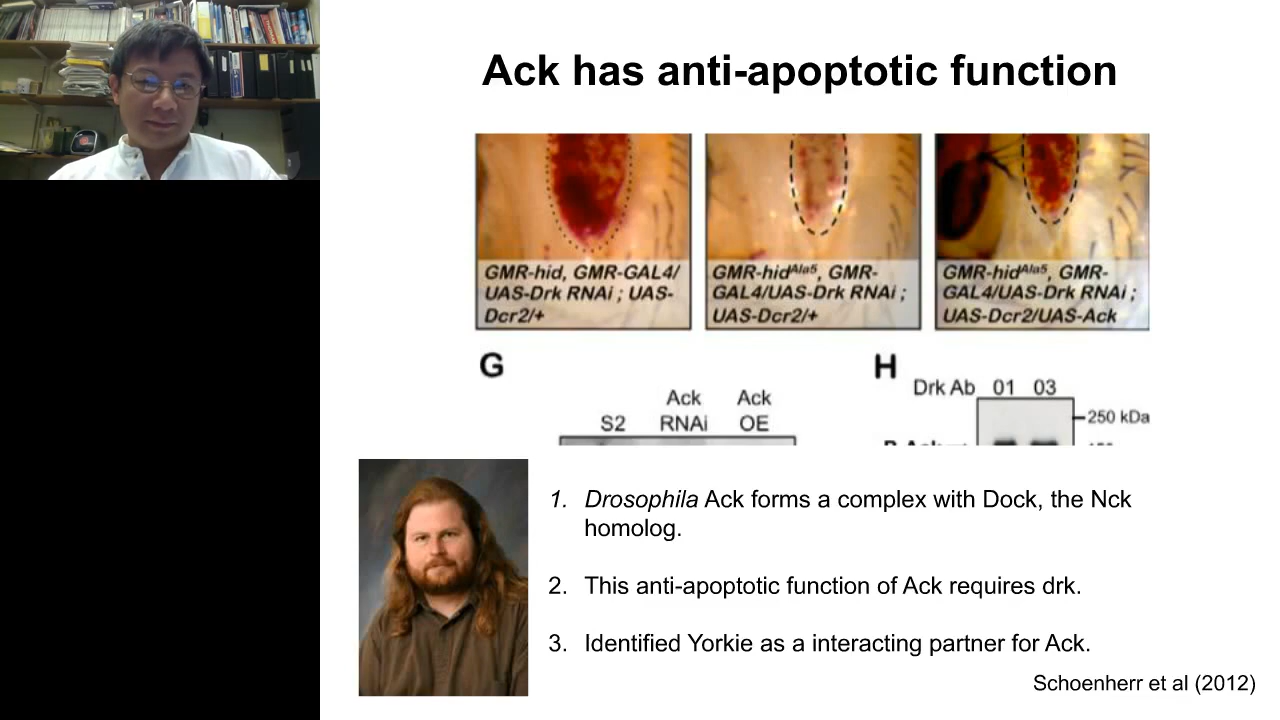 Ack has anti-apoptotic function
GMR-hid, GMR-GAL4/
UAS-Drk RNAi ; UAS-
Dcr2/+
GMR-hidAla5, GMR-
GAL4/UAS-Drk RNAi ;
UAS-Dcr2/+
GMR-hidAla5, GMR-
GAL4/UAS-Drk RNAi ;
UAS-Dcr2/UAS-Ack
G
S2
Ack
RNAi
Ack
OE
H
Drk Ab 01 03
250 kDa
1. Drosophila Ack forms a complex with Dock, the Nck
homolog.
2. This anti-apoptotic function of Ack requires drk.
3. Identified Yorkie as a interacting partner for Ack.
Schoenherr et al (2012)